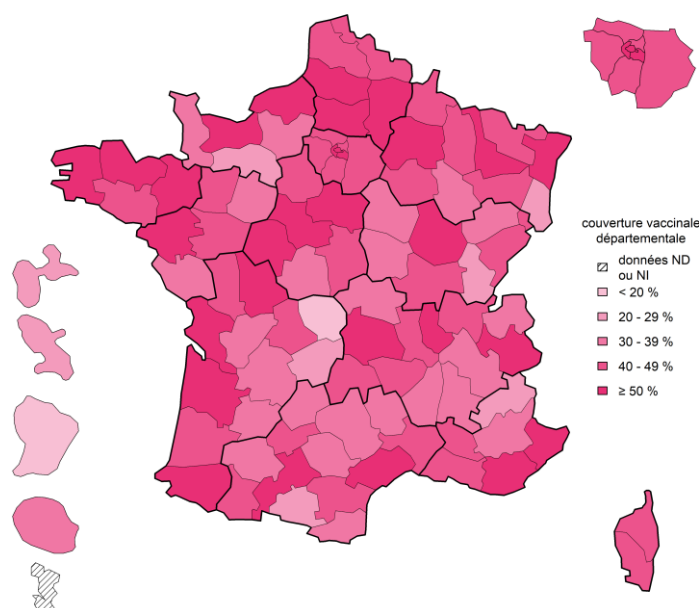 couverture vaccinale
départementale
données ND
ou NI
< 20 %
20 - 29 %
30 - 39 %
40 - 49 %
≥ 50 %